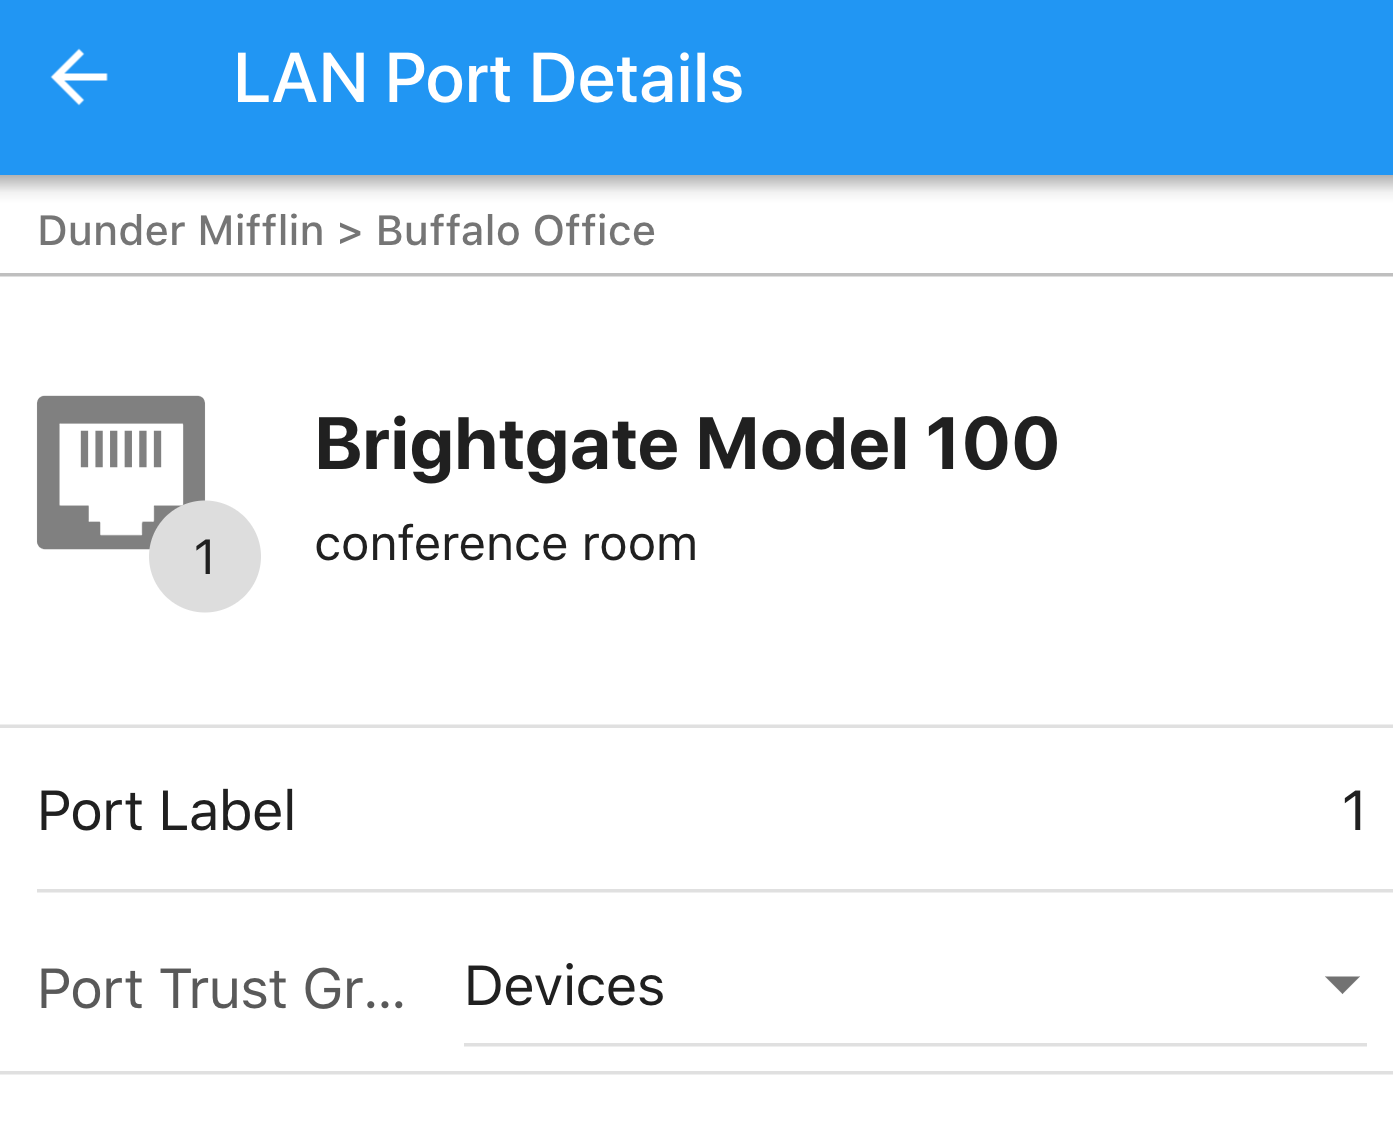 LAN Port Details
Dunder Mifflin > Buffalo Office
Brightgate Model 100
1
conference room
Port Label 1
Port Trust Gr... Devices